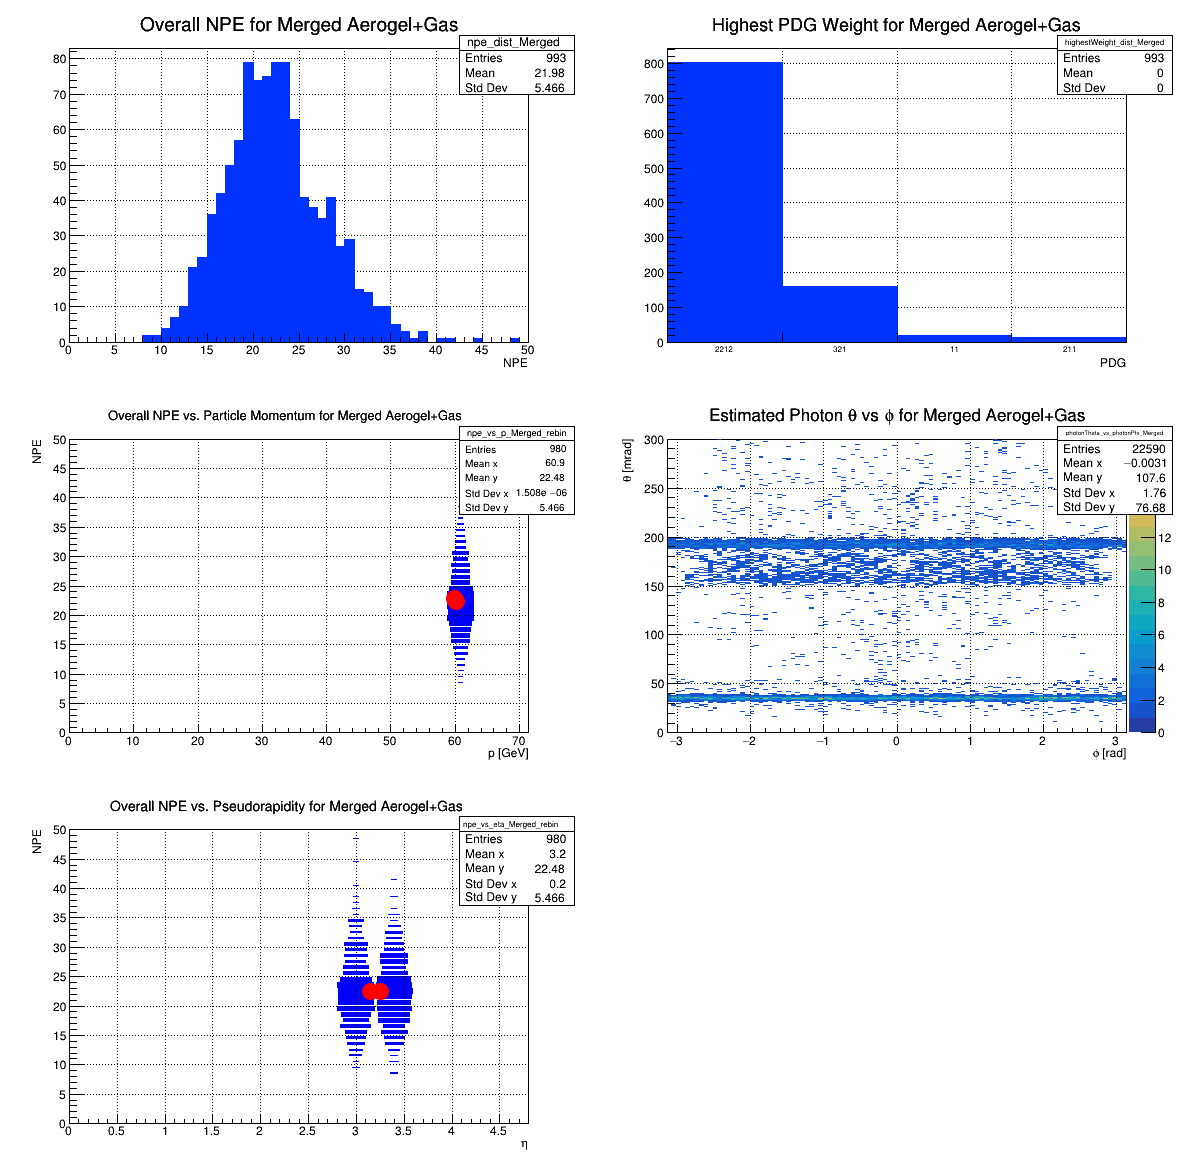 Overall NPE for Merged Aerogel+Gas
npe_dist_Merged
Entries 993
Mean 21.98
Std Dev 5.466
80
70
60
50
40
30
20
10
0
0 5 10 15 20 25 30 35 40 45 50
NPE
Highest PDG Weight for Merged Aerogel+Gas
highestWeight_dist_Merged
Entries 993
Mean 0
Std Dev 0
800
700
600
500
400
300
200
100
0
2212 321 11 211
PDG
Overall NPE vs. Particle Momentum for Merged Aerogel+Gas
npe_vs_p_Merged_rebin
Entries 980
Mean x 60.9
Mean y 22.48
Std Dev x 1.508e −06
Std Dev y 5.466
NPE
50
45
40
35
30
25
20
15
10
5
0
0 10 20 30 40 50 60 70
p [GeV]
Estimated Photon θ vs ϕ for Merged Aerogel+Gas
photonTheta_vs_photonPhi_Merged
Entries 22590
Mean x −0.0031
Mean y 107.6
Std Dev x 1.76
Std Dev y 76.68
θ [mrad]
300
250
200
150
100
50
0
−3 −2 −1 0 1 2 3
ϕ [rad]
12
10
8
6
4
2
0
Overall NPE vs. Pseudorapidity for Merged Aerogel+Gas
npe_vs_eta_Merged_rebin
Entries 980
Mean x 3.2
Mean y 22.48
Std Dev x 0.2
Std Dev y 5.466
NPE
50
45
40
35
30
25
20
15
10
5
0
0 0.5 1 1.5 2 2.5 3 3.5 4 4.5
η